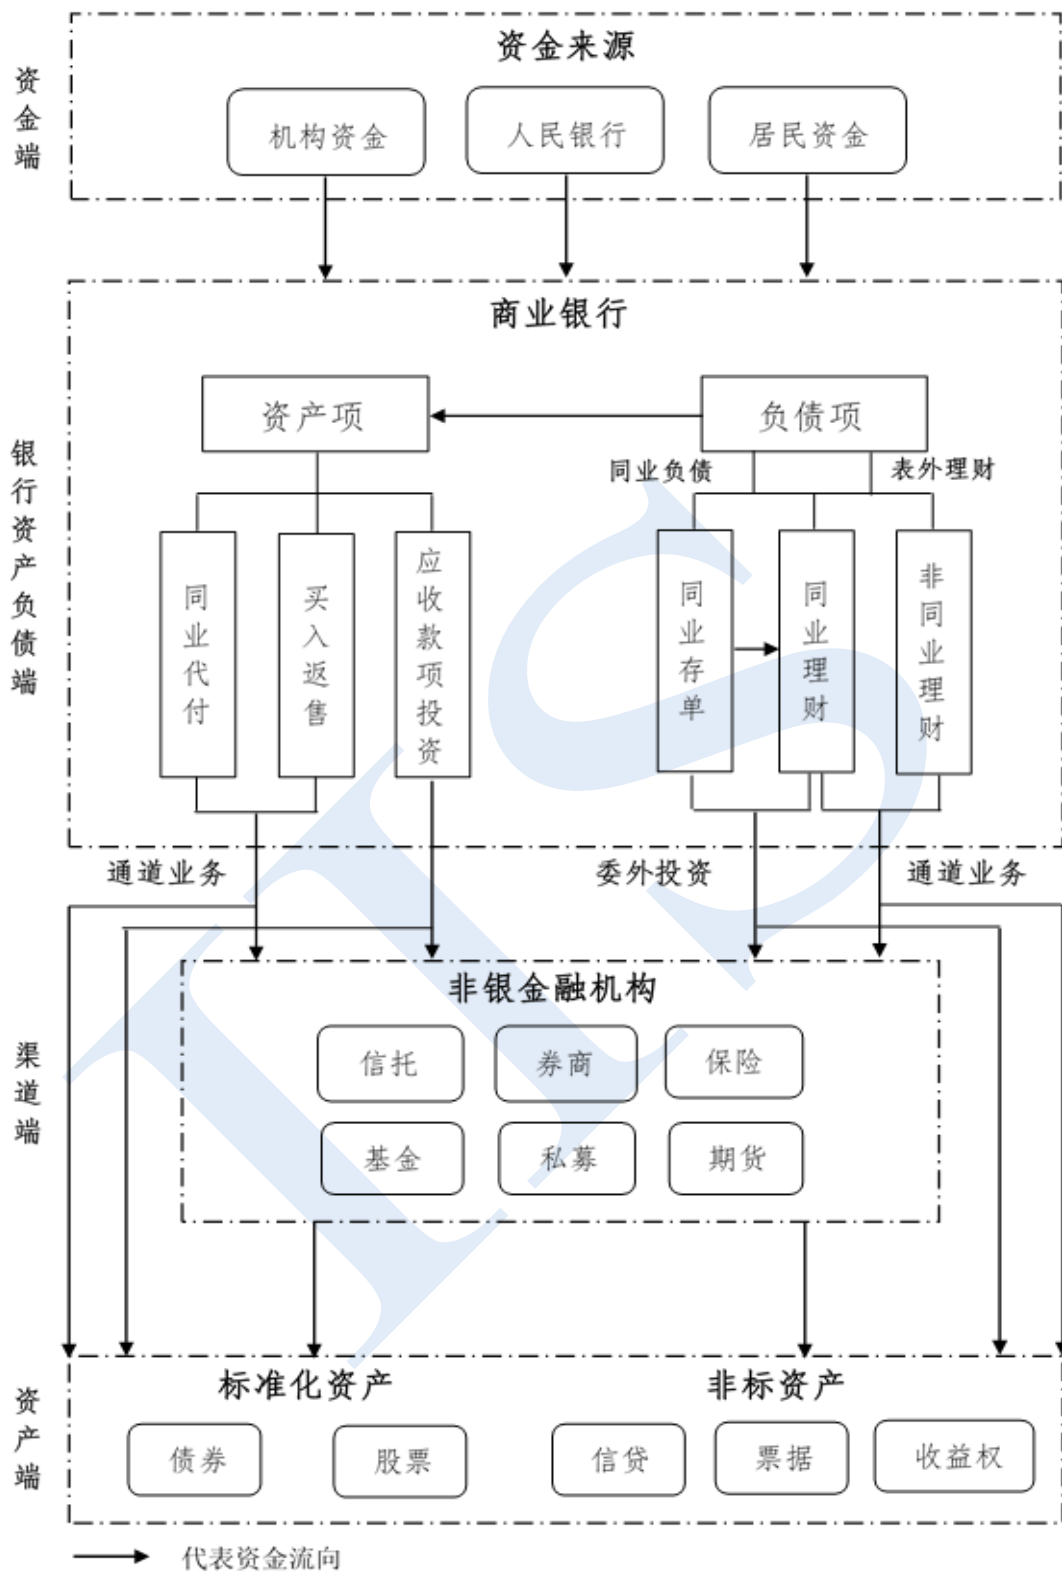 资金端
资金来源
机构资金
人民银行
居民资金
银行资产负债端
商业银行
资产项
负债项
同业负债
表外理财
同业代付
买入返售
应收款项投资
同业存单
同业理财
非同业理财
通道业务
委外投资
通道业务
渠道端
非银金融机构
信托
券商
保险
基金
私募
期货
资产端
标准化资产
非标资产
债券
股票
信贷
票据
收益权
代表资金流向
IIS